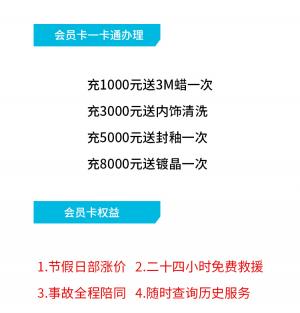 会员卡一卡通办理
充1000元送3M蜡一次
充3000元送内饰清洗
充5000元送封釉一次
充8000元送镀晶一次
会员卡权益
1.节假日部涨价 2.二十四小时免费救援
3.事故全程陪同 4.随时查询历史服务